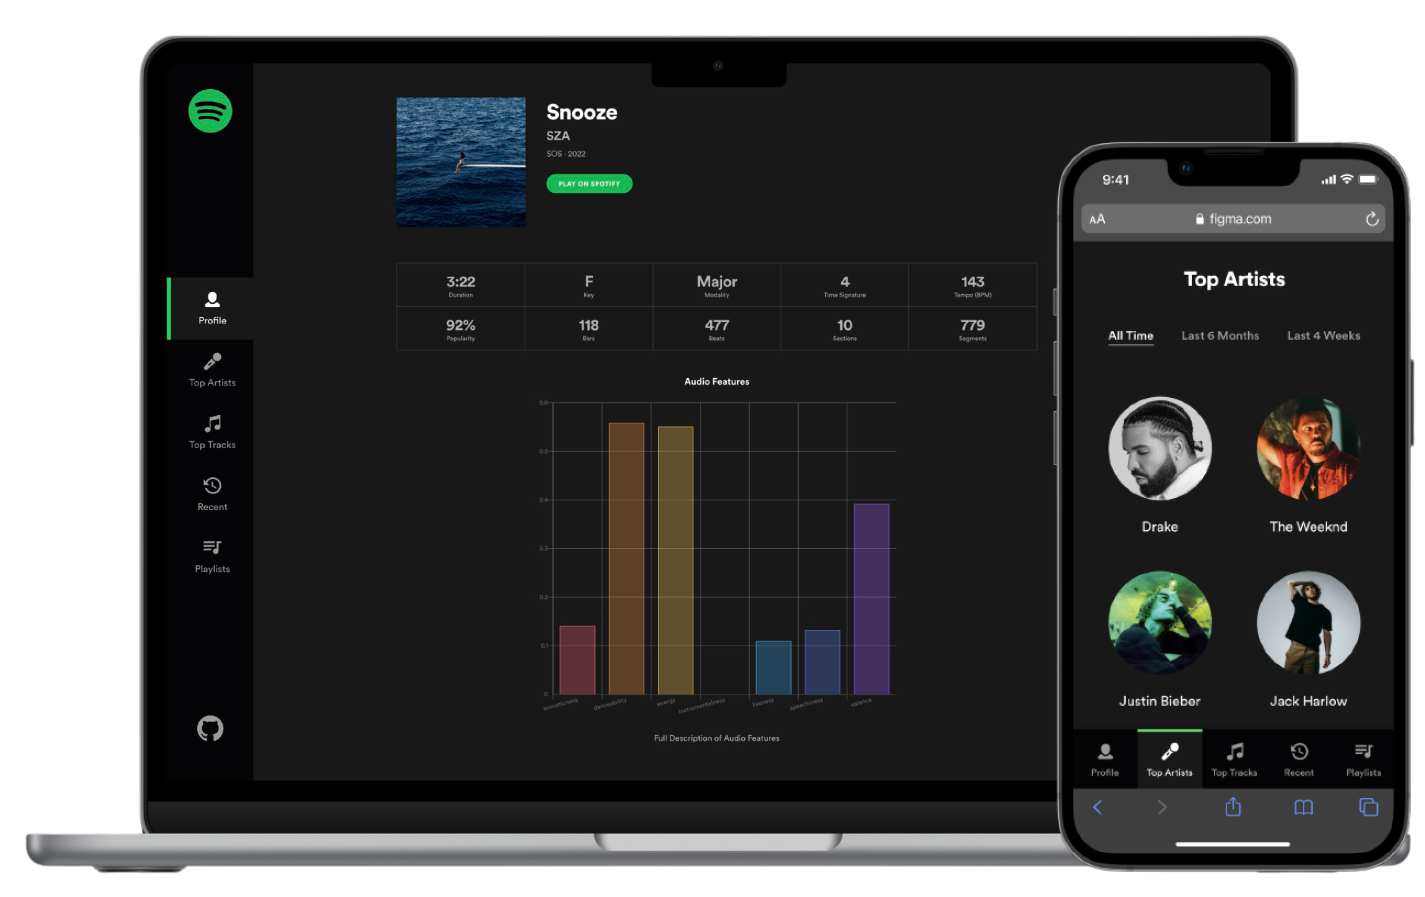 Snooze
SZA
SOS · 2022
PLAY ON SPOTIFY
Profile
Top Artists
Top Tracks
Recent
Playlists
3:22 F Major 4 143
Duration Key Modality Time Signature Tempo (BPM)
92% 118 477 10 779
Popularity Bars Beats Sections Segments
Audio Features
0.6
0.5
0.4
0.3
0.2
0.1
0
acousticness danceability energy instrumentalness liveness speechiness valence
Full Description of Audio Features
9:41
AA figma.com
Top Artists
All Time Last 6 Months Last 4 Weeks
Drake The Weeknd
Justin Bieber Jack Harlow
Profile Top Artists Top Tracks Recent Playlists